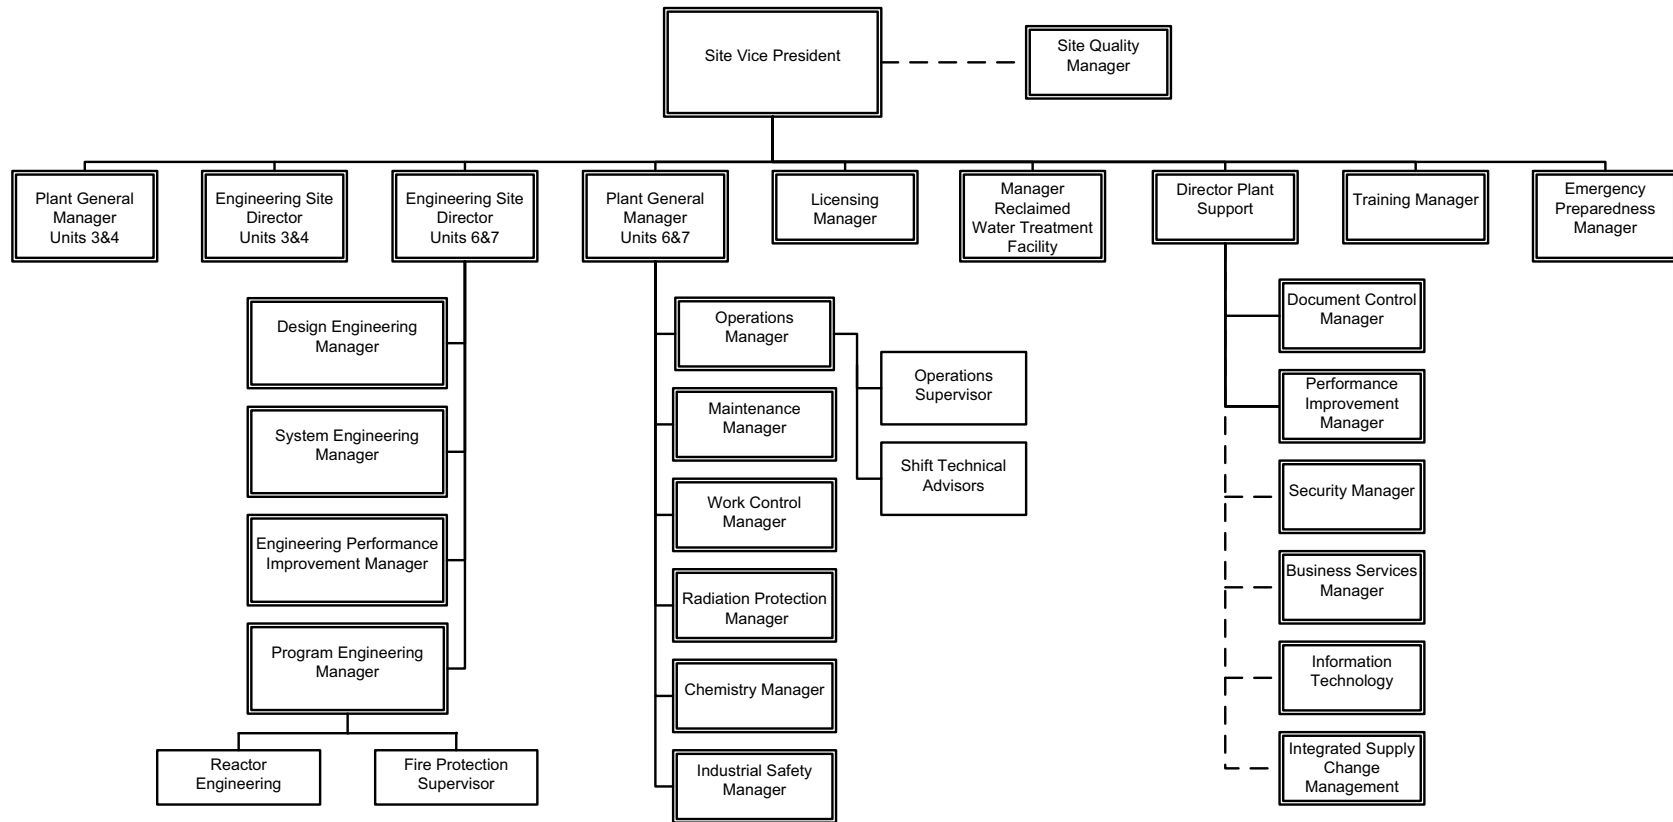 Site Vice President
Site Quality
Manager
Plant General
Manager
Units 3&4
Engineering Site
Director
Units 3&4
Engineering Site
Director
Units 6&7
Plant General
Manager
Units 6&7
Licensing
Manager
Manager
Reclaimed
Water Treatment
Facility
Director Plant
Support
Training Manager
Emergency
Preparedness
Manager
Design Engineering
Manager
System Engineering
Manager
Engineering Performance
Improvement Manager
Program Engineering
Manager
Reactor
Engineering
Fire Protection
Supervisor
Operations
Manager
Operations
Supervisor
Shift Technical
Advisors
Maintenance
Manager
Work Control
Manager
Radiation Protection
Manager
Chemistry Manager
Industrial Safety
Manager
Document Control
Manager
Performance
Improvement
Manager
Security Manager
Business Services
Manager
Information
Technology
Integrated Supply
Change
Management